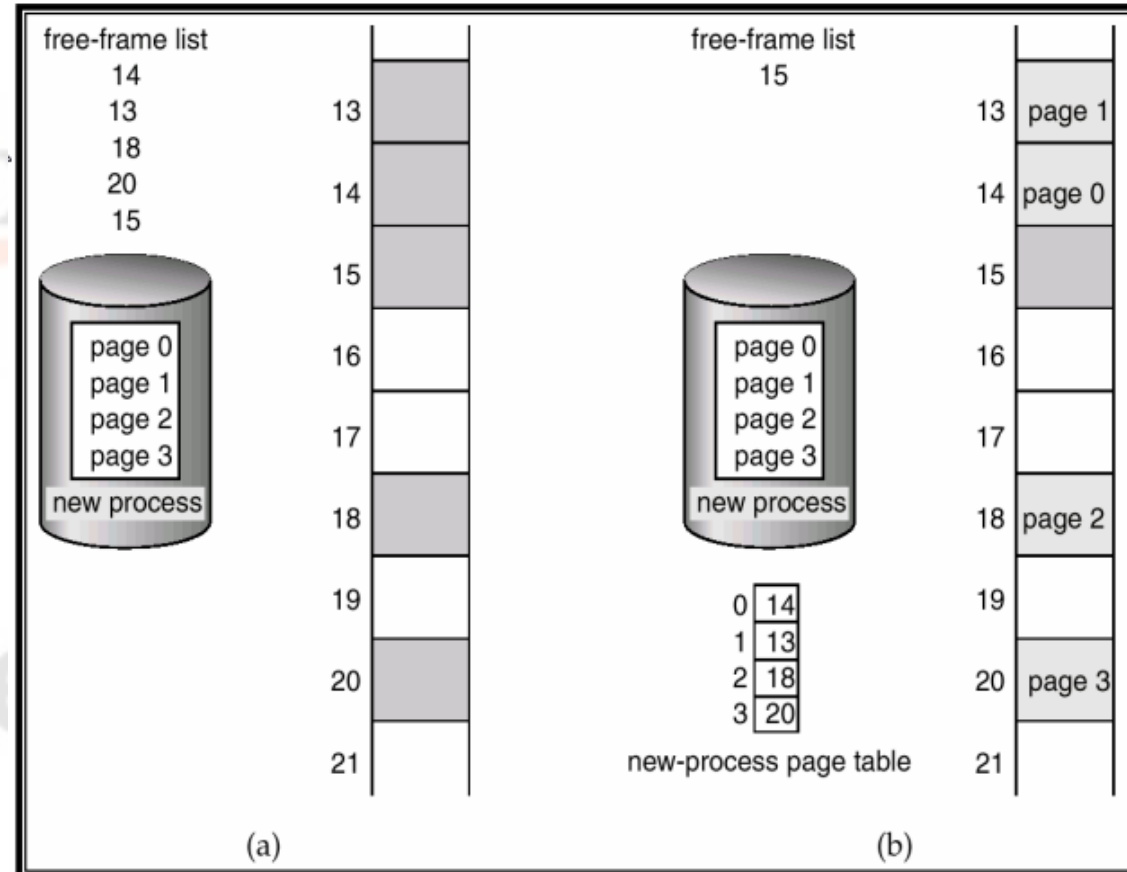 free-frame list
14
13
18
20
15
page 0
page 1
page 2
page 3
new process
13
14
15
16
17
18
19
20
21
(a)
free-frame list
15
page 0
page 1
page 2
page 3
new process
0 14
1 13
2 18
3 20
new-process page table
13 page 1
14 page 0
15
16
17
18 page 2
19
20 page 3
21
(b)